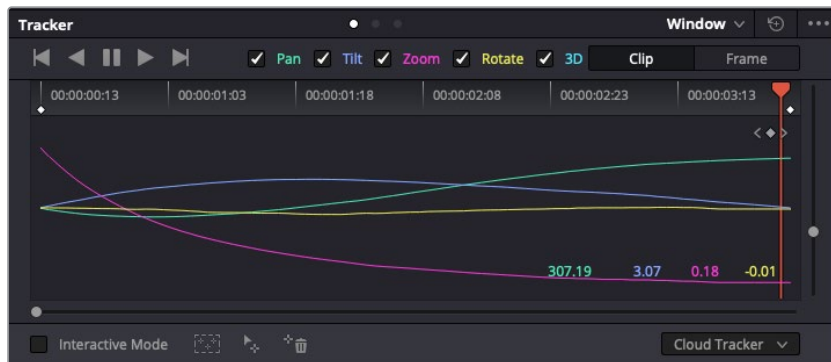 Tracker Window
Pan Tilt Zoom Rotate 3D Clip Frame
00:00:00:13 00:00:01:03 00:00:01:18 00:00:02:08 00:00:02:23 00:00:03:13
307.19 3.07 0.18 -0.01
Interactive Mode Cloud Tracker